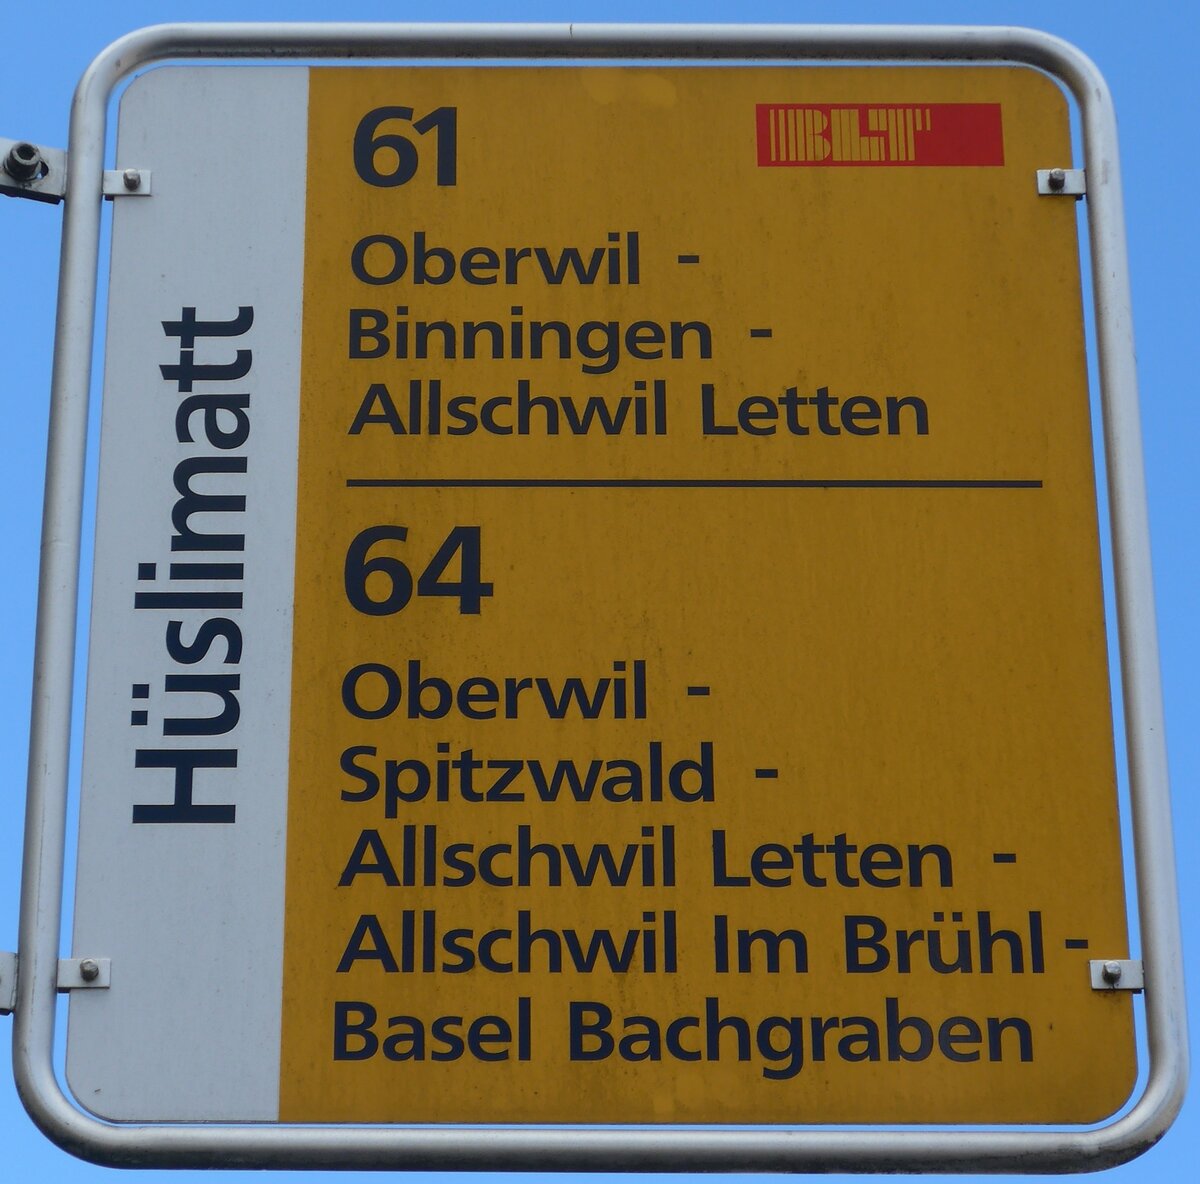 Hüslimatt
61
BLT
Oberwil -
Binningen -
Allschwil Letten
64
Oberwil -
Spitzwald -
Allschwil Letten -
Allschwil Im Brühl -
Basel Bachgraben